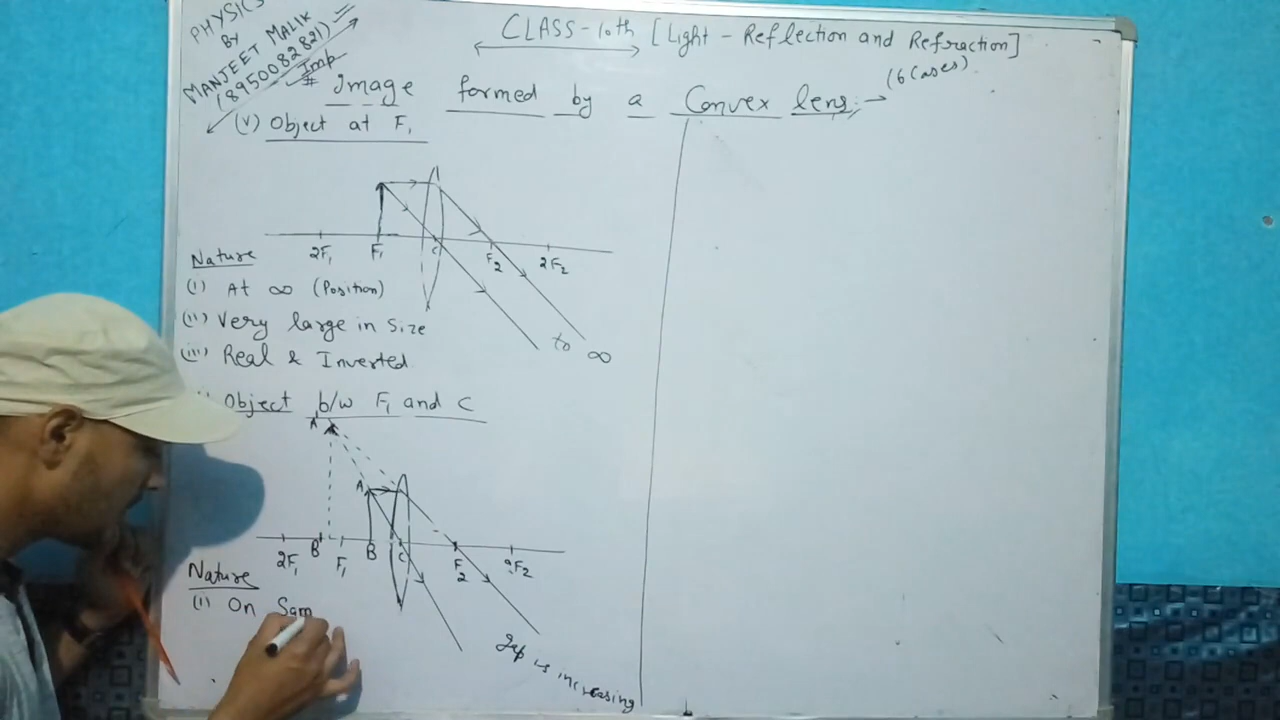 PHYSICS
By
MANJEET MALIK
(8950082821)
CLASS-10th [Light - Reflection and Refraction]
# Imp
Image formed by a Convex lens → (6 Cases)
(v) Object at F1
2F1 F1 C F2 2F2
to ∞
Nature
(i) At ∞ (Position)
(ii) Very large in Size
(iii) Real & Inverted
Object b/w F1 and C
A'
A
2F1 B' F1 B C F2 2F2
Nature
(i) On Sam
Gap is increasing